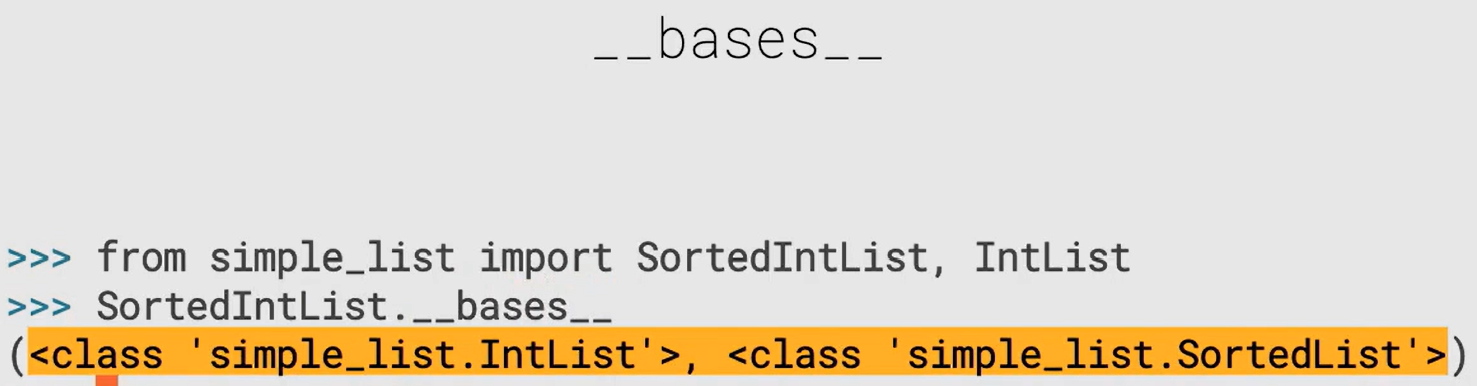 __bases__
>>> from simple_list import SortedIntList, IntList
>>> SortedIntList.__bases__
(<class 'simple_list.IntList'>, <class 'simple_list.SortedList'>)